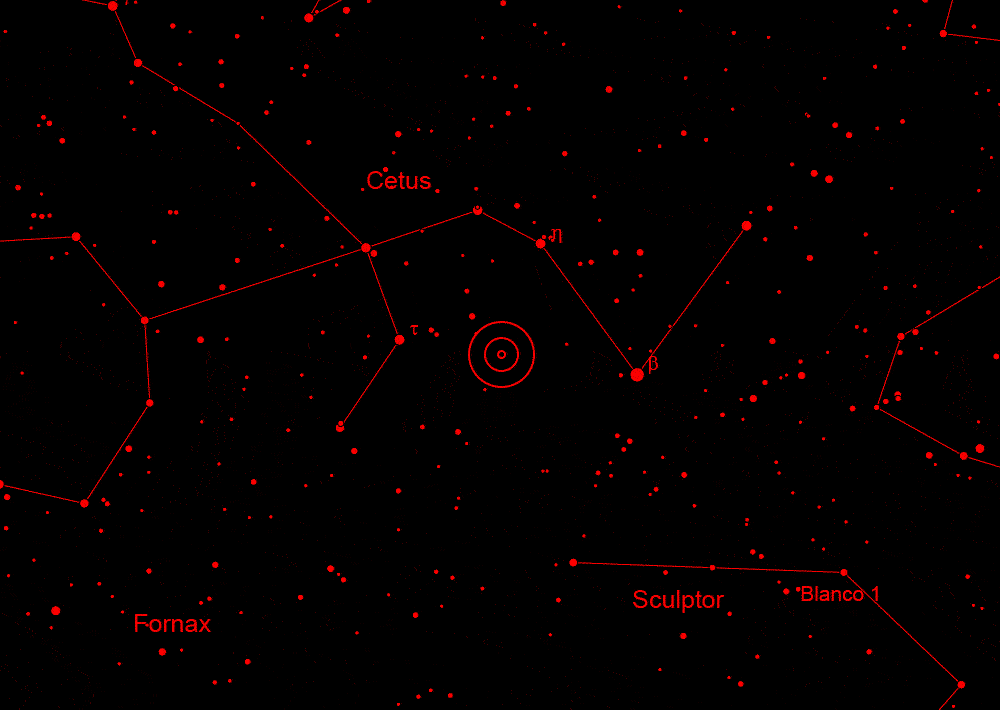 Cetus
η
τ
β
Blanco 1
Sculptor
Fornax